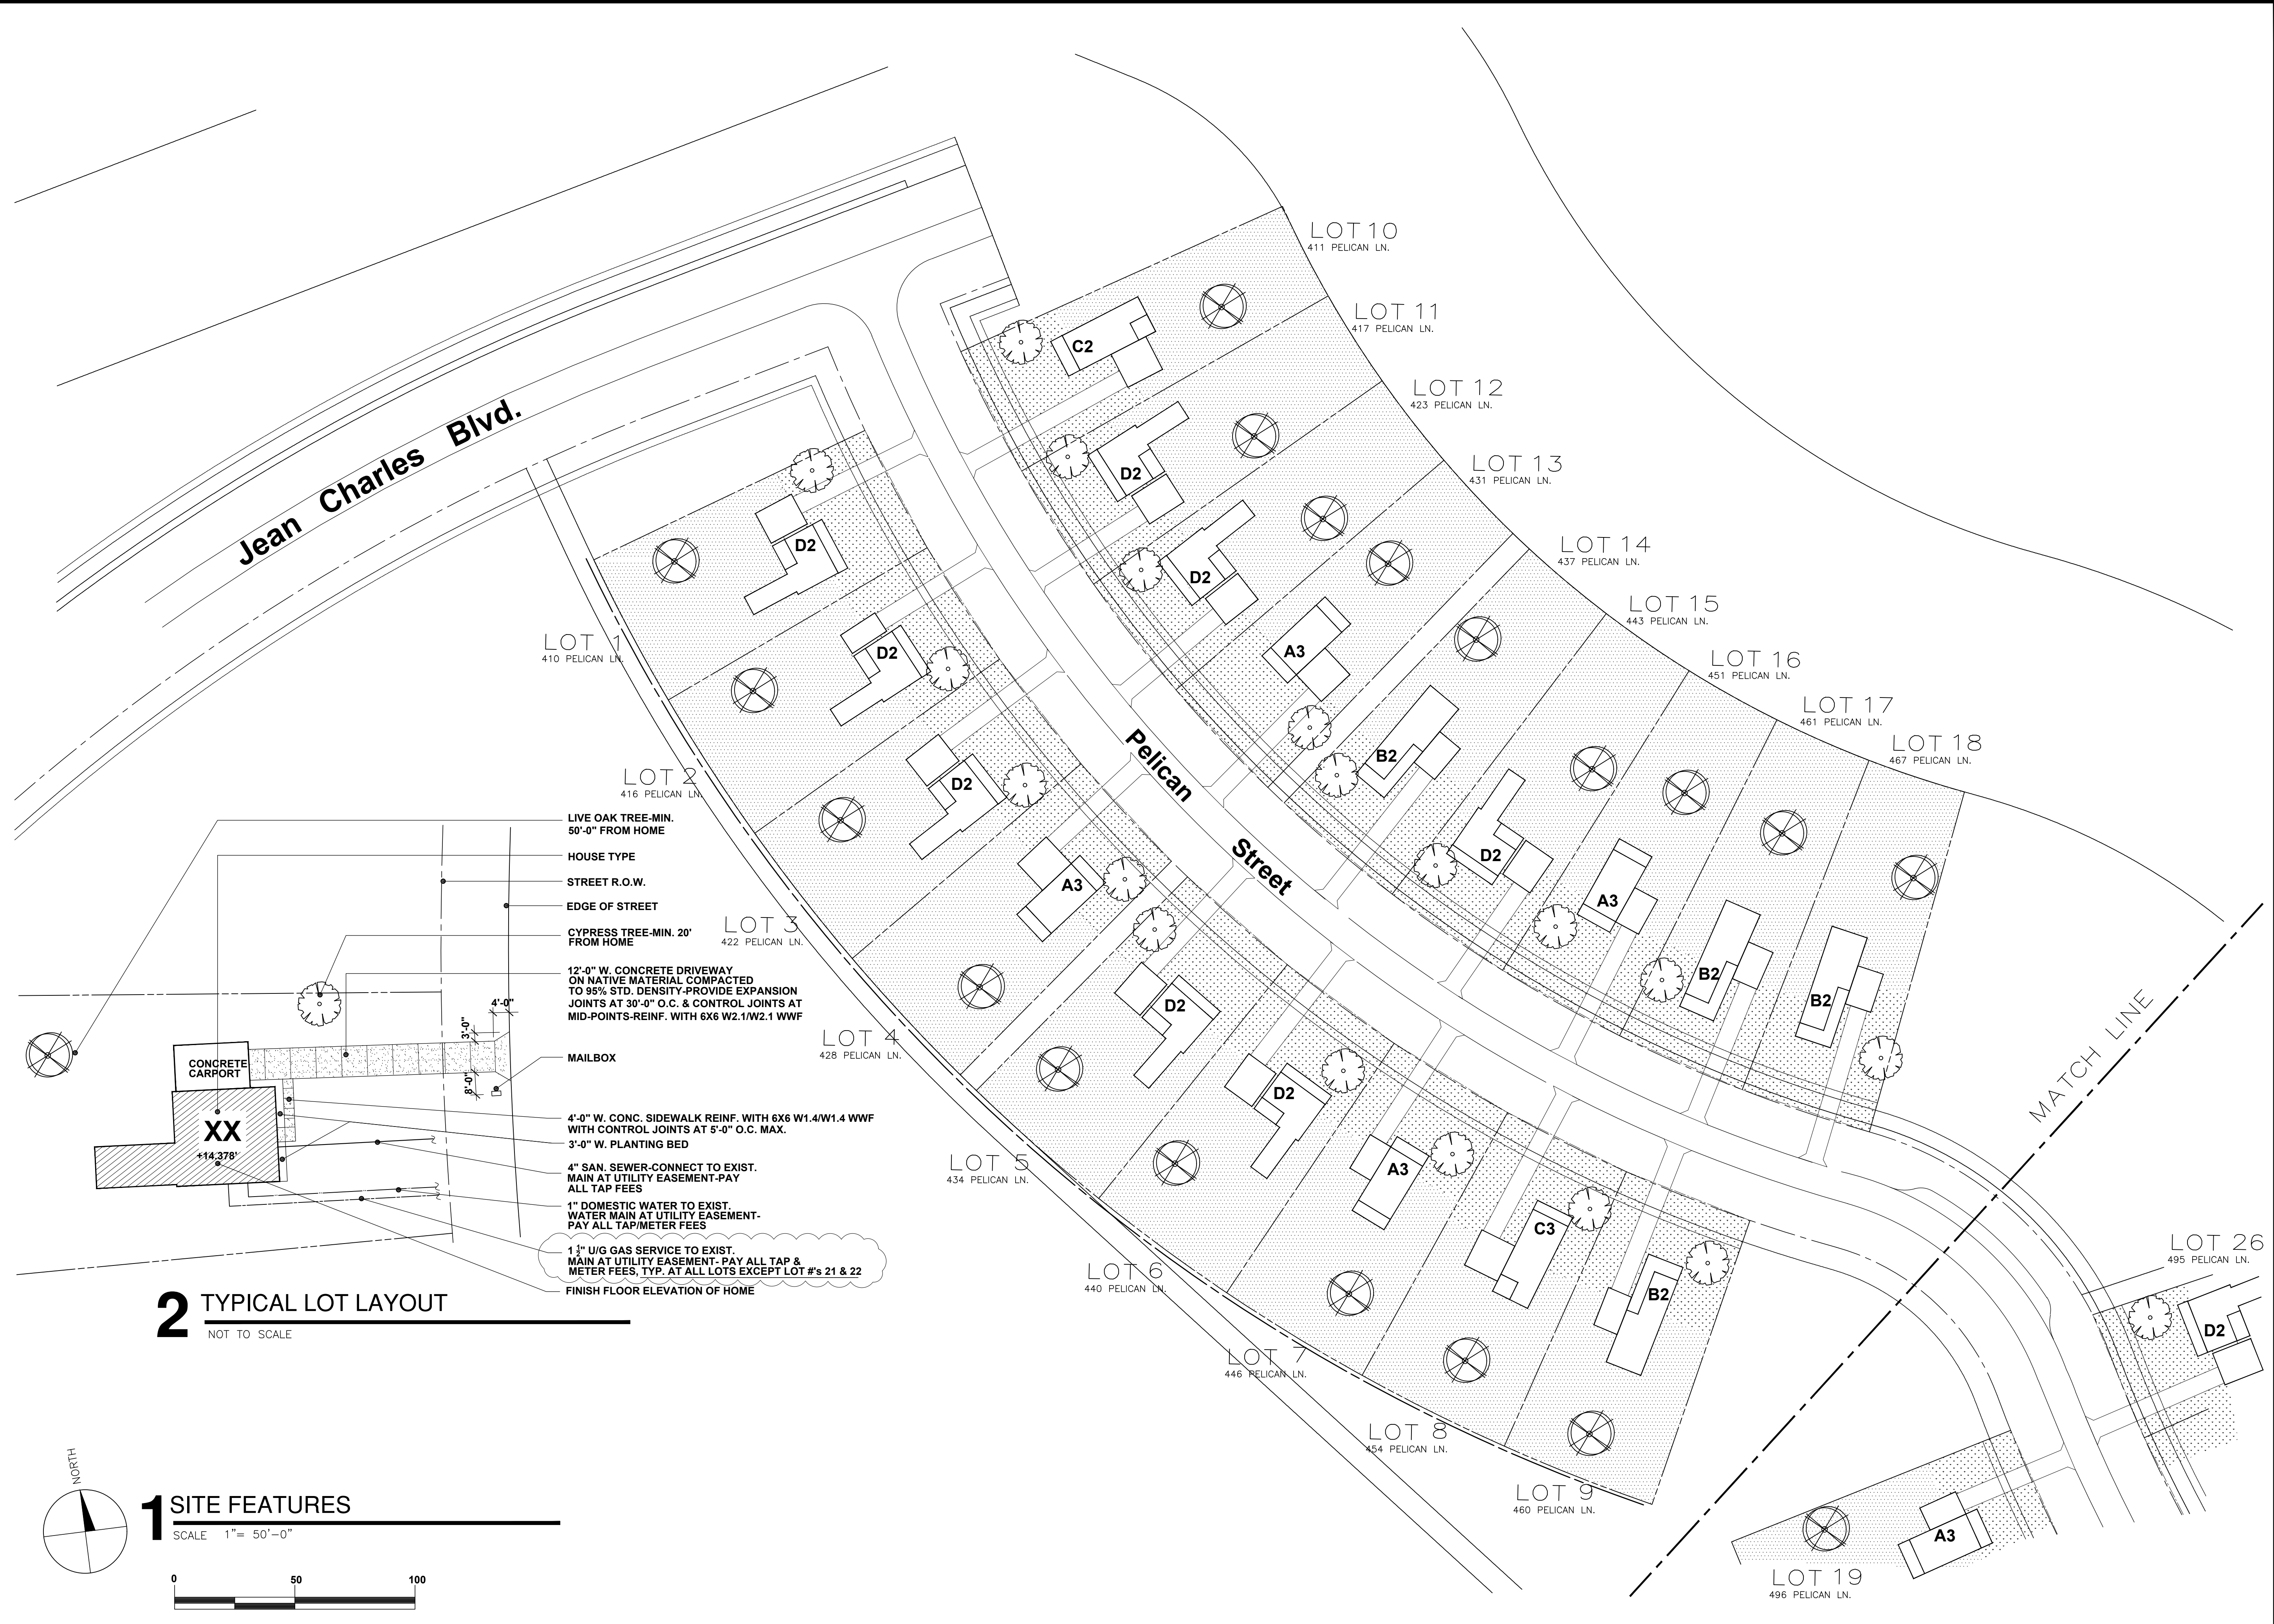 LOT 10
411 PELICAN LN.
LOT 11
417 PELICAN LN.
LOT 12
423 PELICAN LN.
LOT 13
431 PELICAN LN.
LOT 14
437 PELICAN LN.
LOT 15
443 PELICAN LN.
LOT 16
451 PELICAN LN.
LOT 17
461 PELICAN LN.
LOT 18
467 PELICAN LN.
C2
D2
D2
A3
B2
D2
A3
B2
B2
Jean Charles Blvd.
Pelican Street
D2
D2
D2
A3
D2
D2
A3
C3
B2
LOT 1
410 PELICAN LN.
LOT 2
416 PELICAN LN.
LOT 3
422 PELICAN LN.
LOT 4
428 PELICAN LN.
LOT 5
434 PELICAN LN.
LOT 6
440 PELICAN LN.
LOT 7
446 PELICAN LN.
LOT 8
454 PELICAN LN.
LOT 9
460 PELICAN LN.
MATCH LINE
LOT 26
495 PELICAN LN.
D2
A3
LOT 19
496 PELICAN LN.
LIVE OAK TREE-MIN.
50'-0" FROM HOME
HOUSE TYPE
STREET R.O.W.
EDGE OF STREET
CYPRESS TREE-MIN. 20'
FROM HOME
12'-0" W. CONCRETE DRIVEWAY
ON NATIVE MATERIAL COMPACTED
TO 95% STD. DENSITY-PROVIDE EXPANSION
JOINTS AT 30'-0" O.C. & CONTROL JOINTS AT
MID-POINTS-REINF. WITH 6X6 W2.1/W2.1 WWF
4'-0"
3'-0"
8'-0"
CONCRETE
CARPORT
XX
+14.378'
MAILBOX
4'-0" W. CONC. SIDEWALK REINF. WITH 6X6 W1.4/W1.4 WWF
WITH CONTROL JOINTS AT 5'-0" O.C. MAX.
3'-0" W. PLANTING BED
4" SAN. SEWER-CONNECT TO EXIST.
MAIN AT UTILITY EASEMENT-PAY
ALL TAP FEES
1" DOMESTIC WATER TO EXIST.
WATER MAIN AT UTILITY EASEMENT-
PAY ALL TAP/METER FEES
1 1/2" U/G GAS SERVICE TO EXIST.
MAIN AT UTILITY EASEMENT- PAY ALL TAP &
METER FEES, TYP. AT ALL LOTS EXCEPT LOT #'s 21 & 22
FINISH FLOOR ELEVATION OF HOME
2 TYPICAL LOT LAYOUT
NOT TO SCALE
NORTH
1 SITE FEATURES
SCALE 1"= 50'-0"
0 50 100